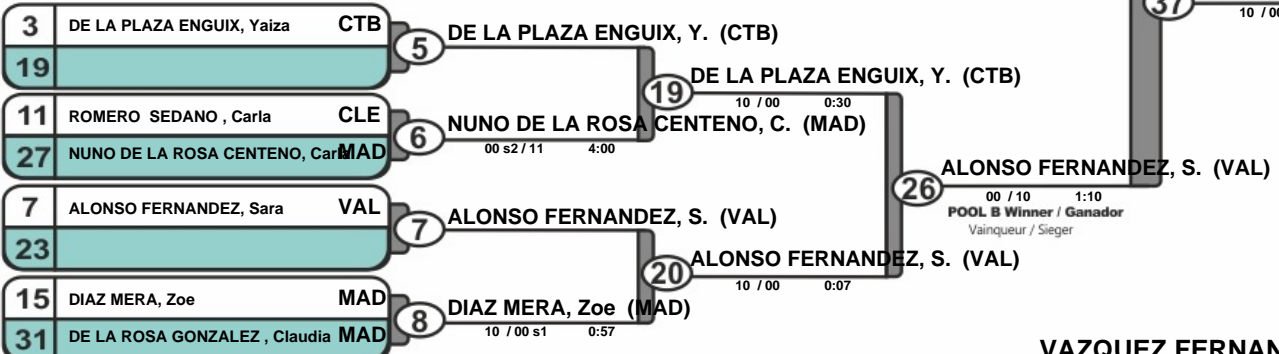 37
10 / 00
3 DE LA PLAZA ENGUIX, Yaiza CTB
19
5 DE LA PLAZA ENGUIX, Y. (CTB)
19 DE LA PLAZA ENGUIX, Y. (CTB)
10 / 00 0:30
11 ROMERO SEDANO , Carla CLE
27 NUNO DE LA ROSA CENTENO, Carla MAD
6 NUNO DE LA ROSA CENTENO, C. (MAD)
00 s2 / 11 4:00
26 ALONSO FERNANDEZ, S. (VAL)
00 / 10 1:10
POOL B Winner / Ganador
Vainqueur / Sieger
7 ALONSO FERNANDEZ, Sara VAL
23
7 ALONSO FERNANDEZ, S. (VAL)
20 ALONSO FERNANDEZ, S. (VAL)
10 / 00 0:07
15 DIAZ MERA, Zoe MAD
31 DE LA ROSA GONZALEZ , Claudia MAD
8 DIAZ MERA, Zoe (MAD)
10 / 00 s1 0:57
VAZQUEZ